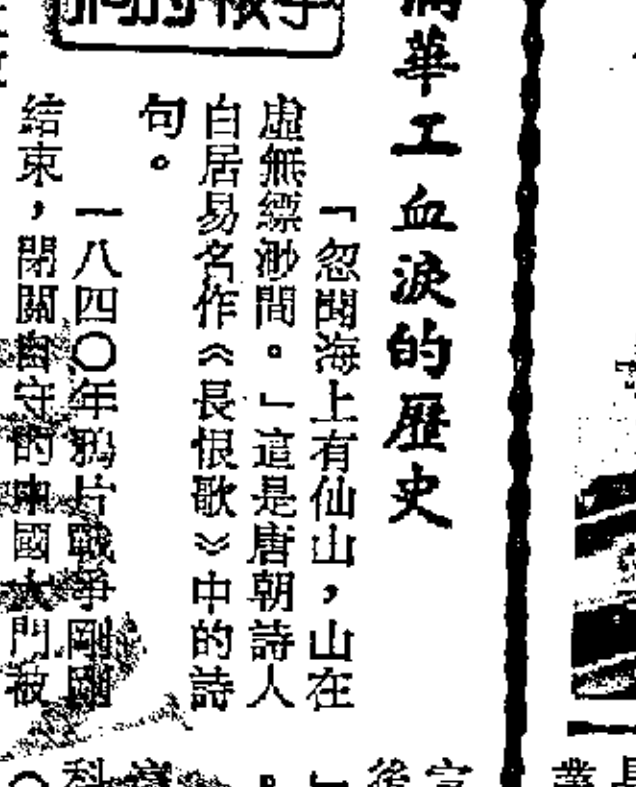 華工血淚的歷史
「忽聞海上有仙山，山在
虛無縹渺間。」這是唐朝詩人
白居易名作《長恨歌》中的詩
句。
一八四〇年鴉片戰爭剛剛
結束，閉關自守的中國大門被